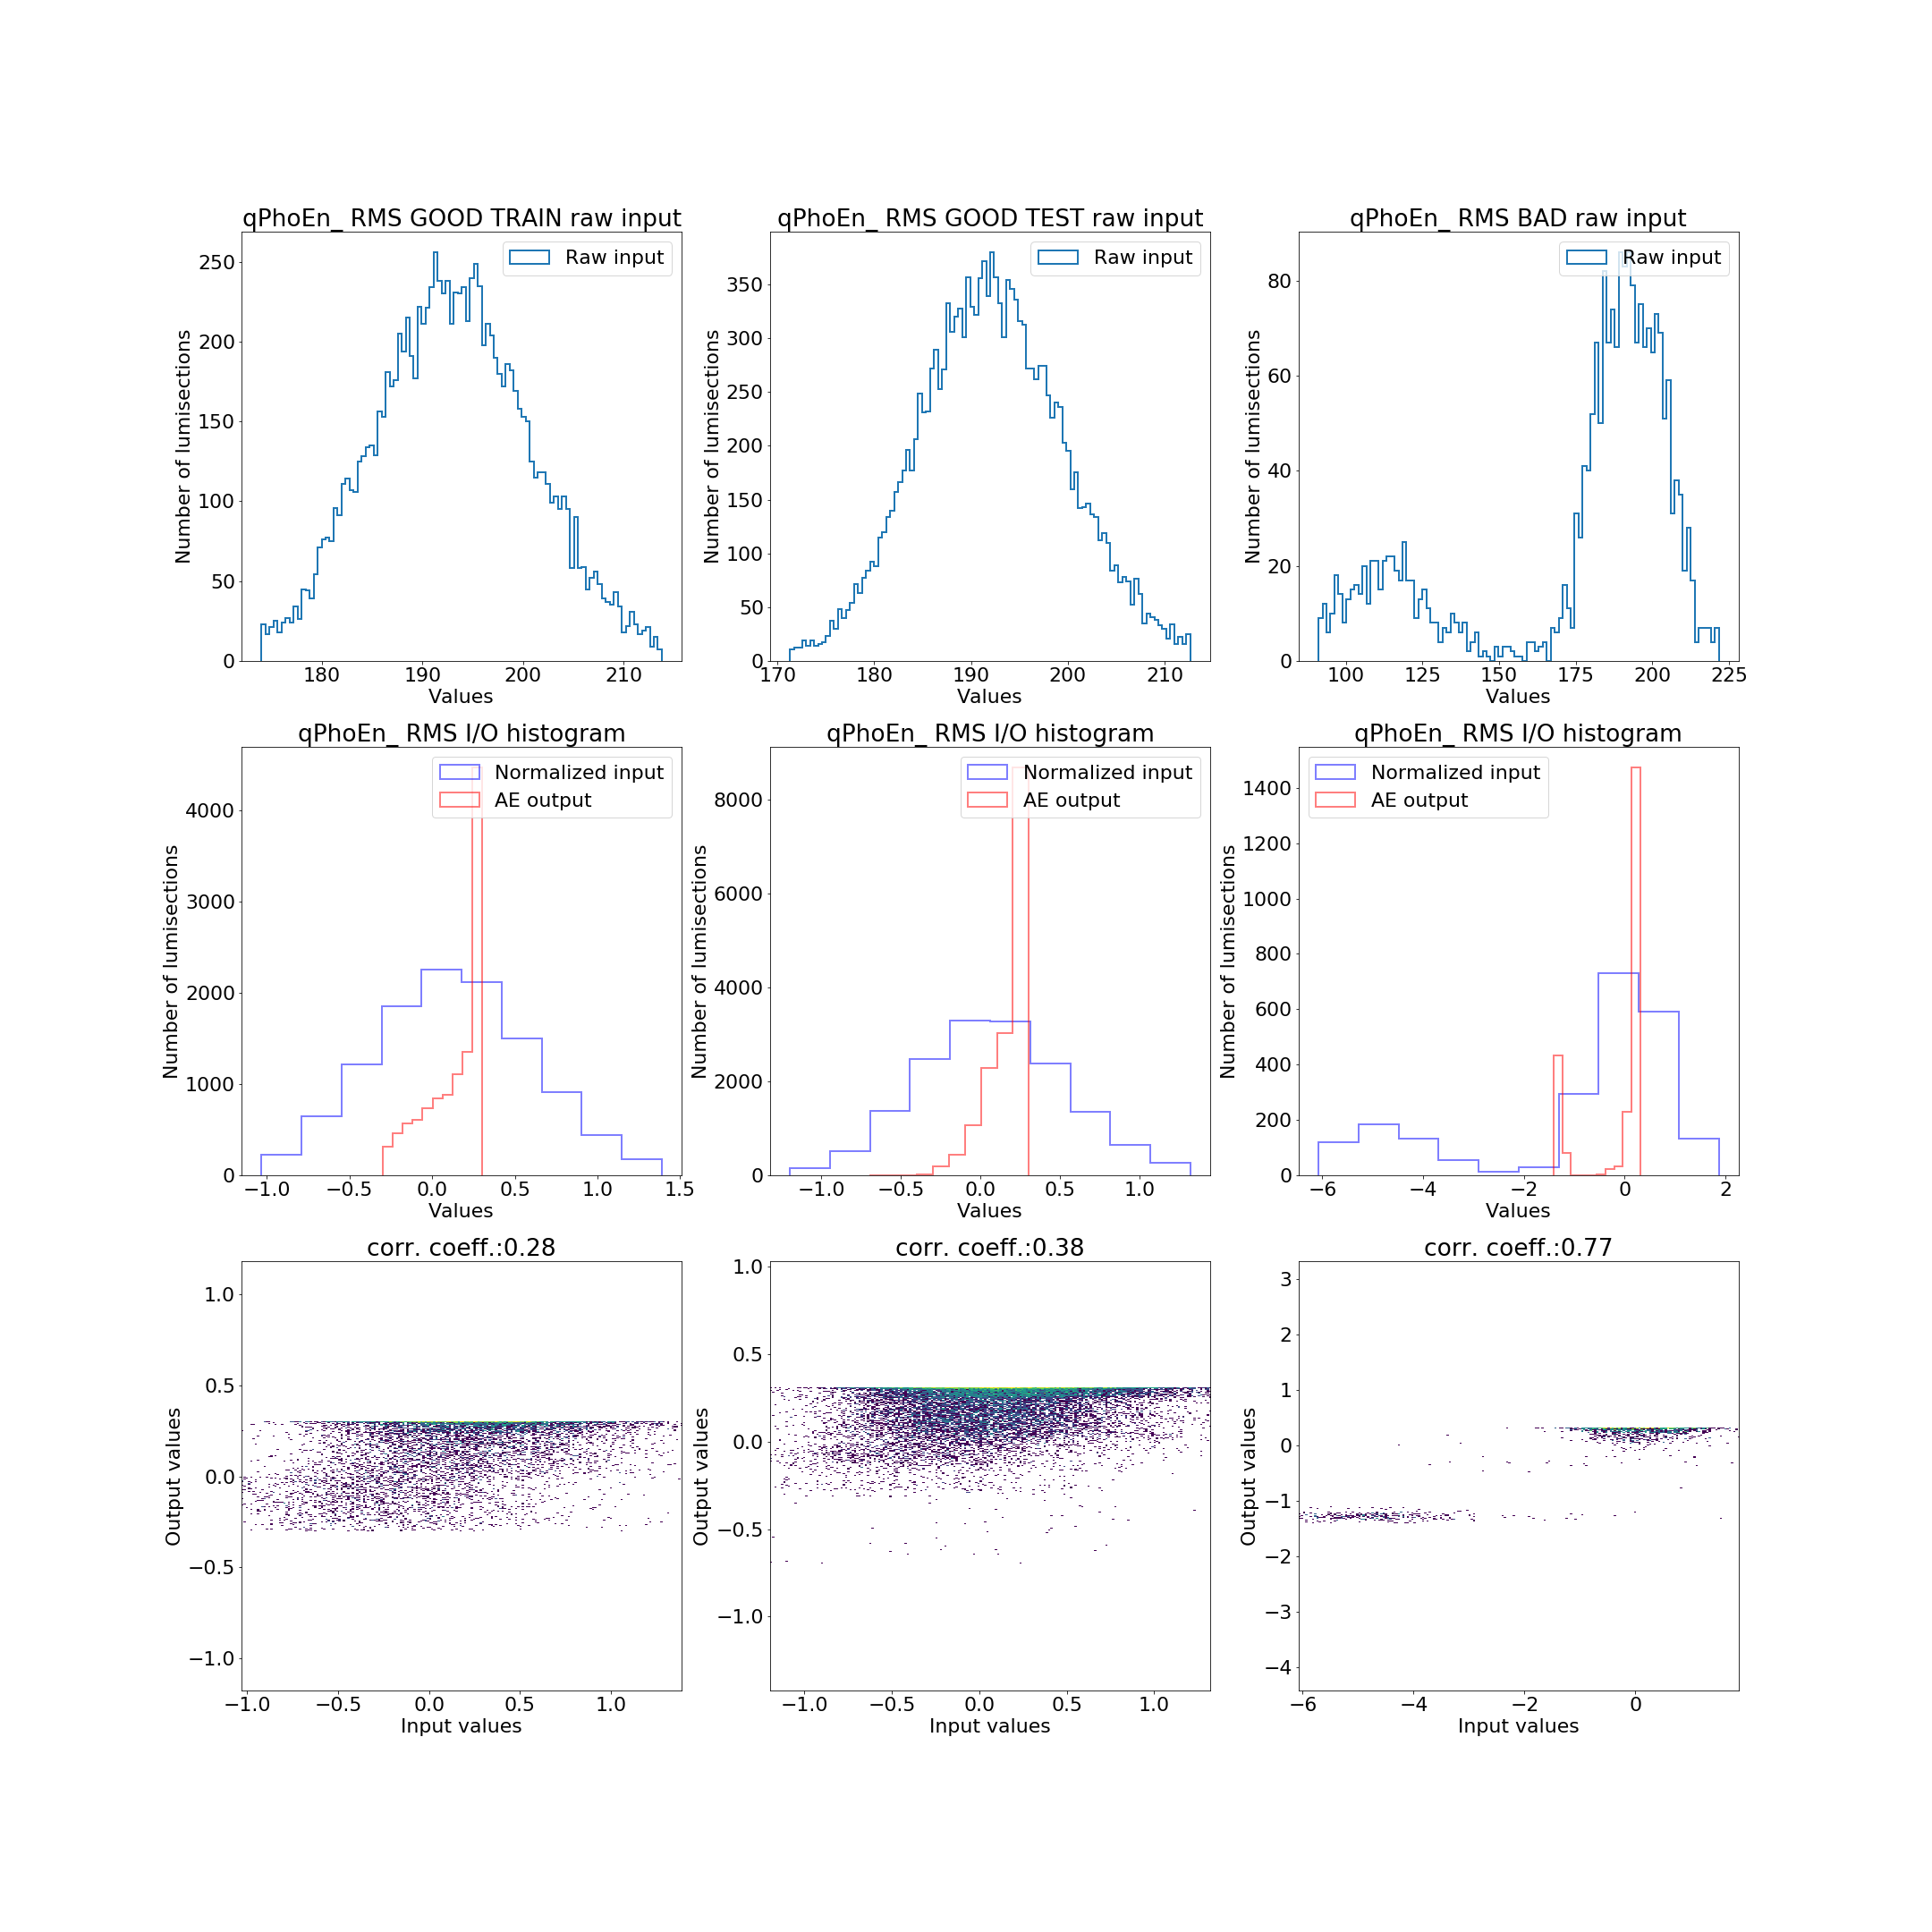 qPhoEn_ RMS GOOD TRAIN raw input
Raw input
Number of lumisections
250
200
150
100
50
0
180 190 200 210
Values
qPhoEn_ RMS GOOD TEST raw input
Raw input
Number of lumisections
350
300
250
200
150
100
50
0
170 180 190 200 210
Values
qPhoEn_ RMS BAD raw input
Raw input
Number of lumisections
80
60
40
20
0
100 125 150 175 200 225
Values
qPhoEn_ RMS I/O histogram
Normalized input
AE output
Number of lumisections
4000
3000
2000
1000
0
−1.0 −0.5 0.0 0.5 1.0 1.5
Values
qPhoEn_ RMS I/O histogram
Normalized input
AE output
Number of lumisections
8000
6000
4000
2000
0
−1.0 −0.5 0.0 0.5 1.0
Values
qPhoEn_ RMS I/O histogram
Normalized input
AE output
Number of lumisections
1400
1200
1000
800
600
400
200
0
−6 −4 −2 0 2
Values
corr. coeff.:0.28
Output values
1.0
0.5
0.0
−0.5
−1.0
−1.0 −0.5 0.0 0.5 1.0
Input values
corr. coeff.:0.38
Output values
1.0
0.5
0.0
−0.5
−1.0
−1.0 −0.5 0.0 0.5 1.0
Input values
corr. coeff.:0.77
Output values
3
2
1
0
−1
−2
−3
−4
−6 −4 −2 0
Input values